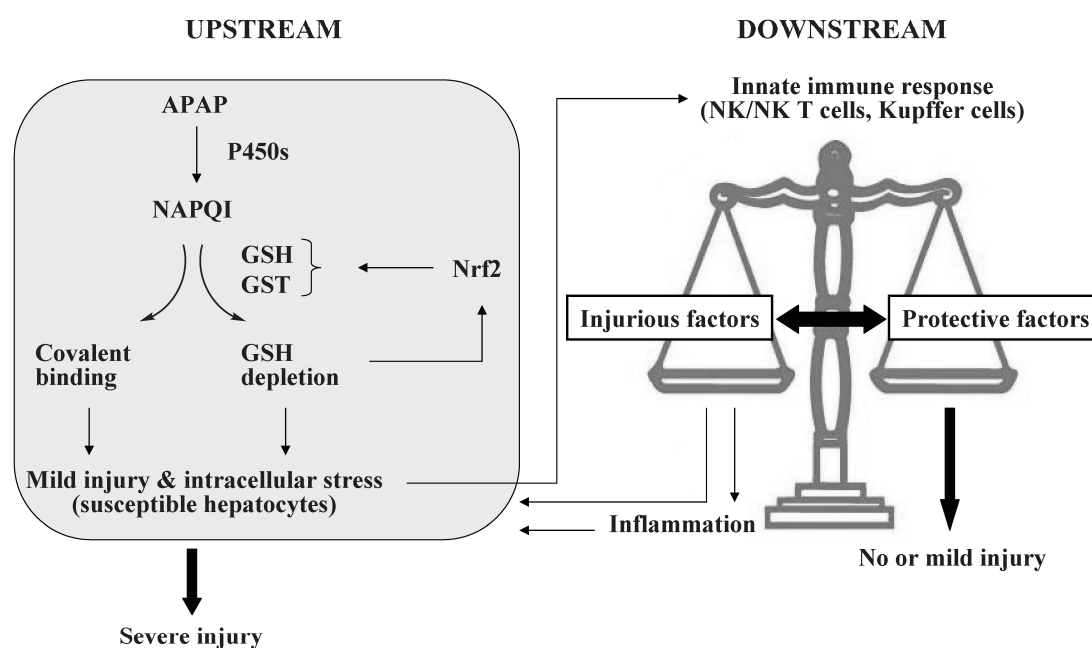 UPSTREAM
DOWNSTREAM
APAP
P450s
NAPQI
GSH
GST
Nrf2
Covalent
binding
GSH
depletion
Mild injury & intracellular stress
(susceptible hepatocytes)
Severe injury
Innate immune response
(NK/NK T cells, Kupffer cells)
Injurious factors
Protective factors
Inflammation
No or mild injury